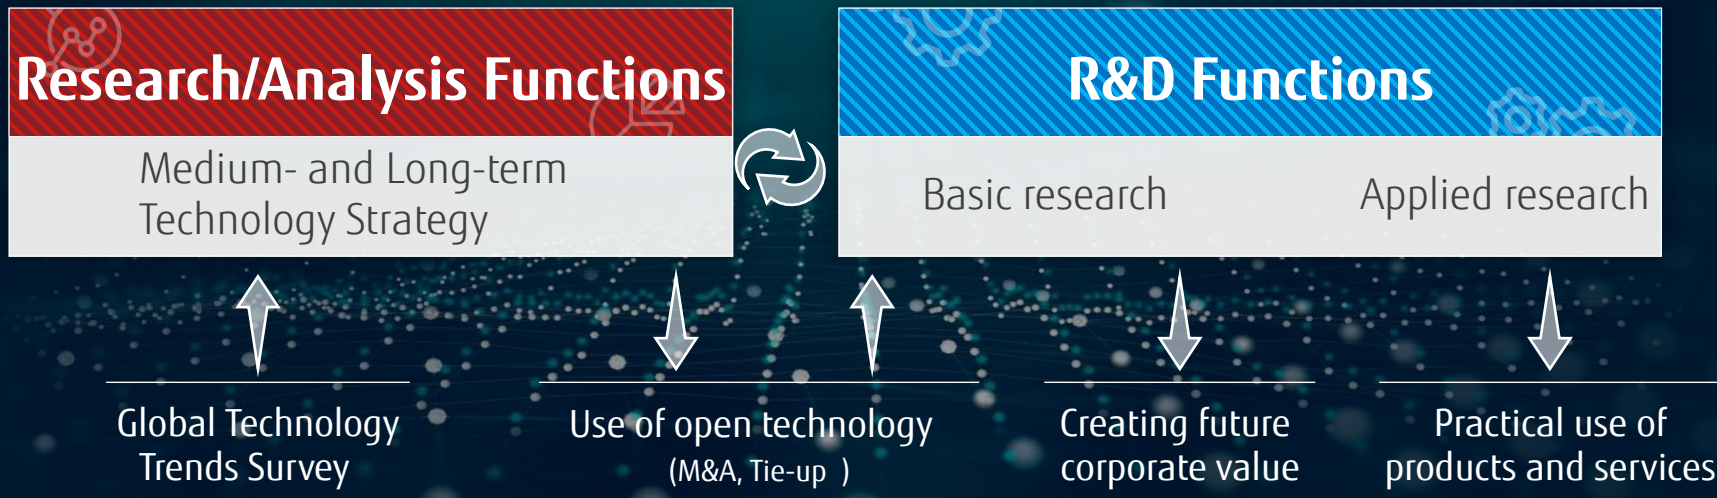 Research/Analysis Functions
Medium- and Long-term
Technology Strategy
R&D Functions
Basic research
Applied research
Global Technology
Trends Survey
Use of open technology
(M&A, Tie-up )
Creating future
corporate value
Practical use of
products and services